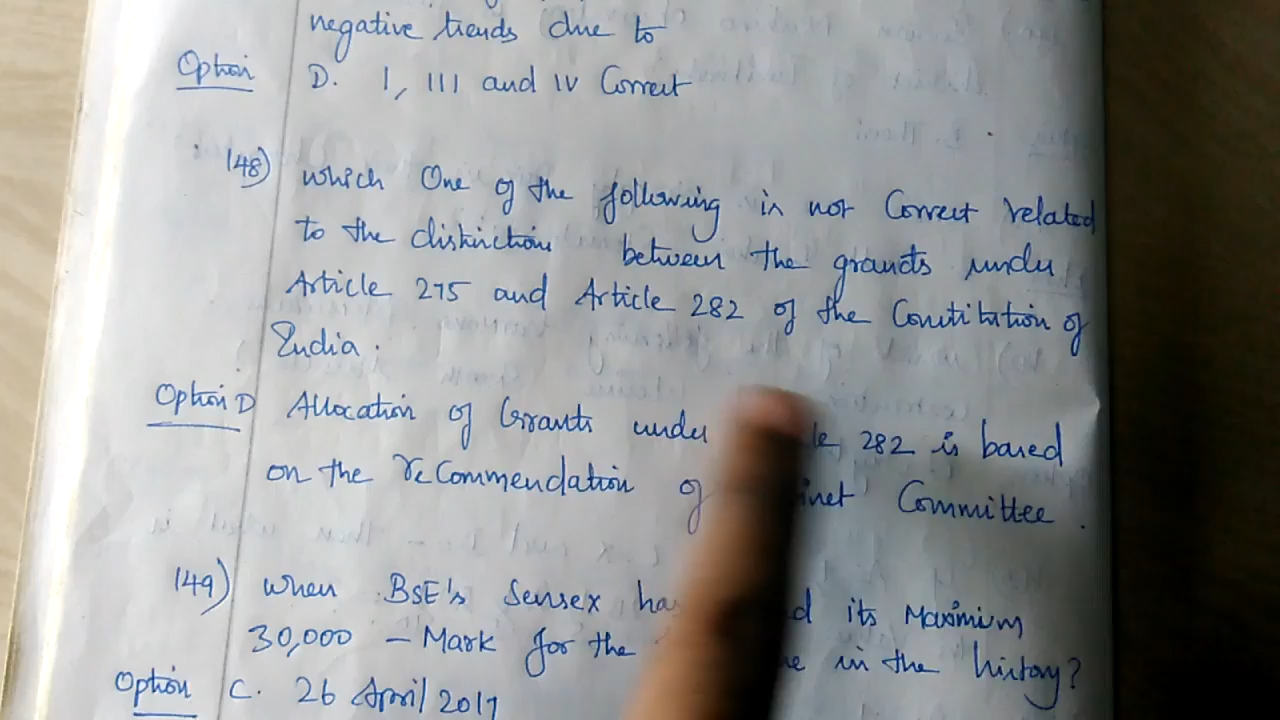 negative trends due to
Option D. I, III and IV Correct
148) Which One of the following is not Correct related
to the distinction between the grants under
Article 275 and Article 282 of the Constitution of
India.
Option D Allocation of Grants under 282 is based
on the recommendation of Committee.
149) When BSE's Sensex its Maximum
30,000 - Mark for the in the history?
Option C. 26 April 2017